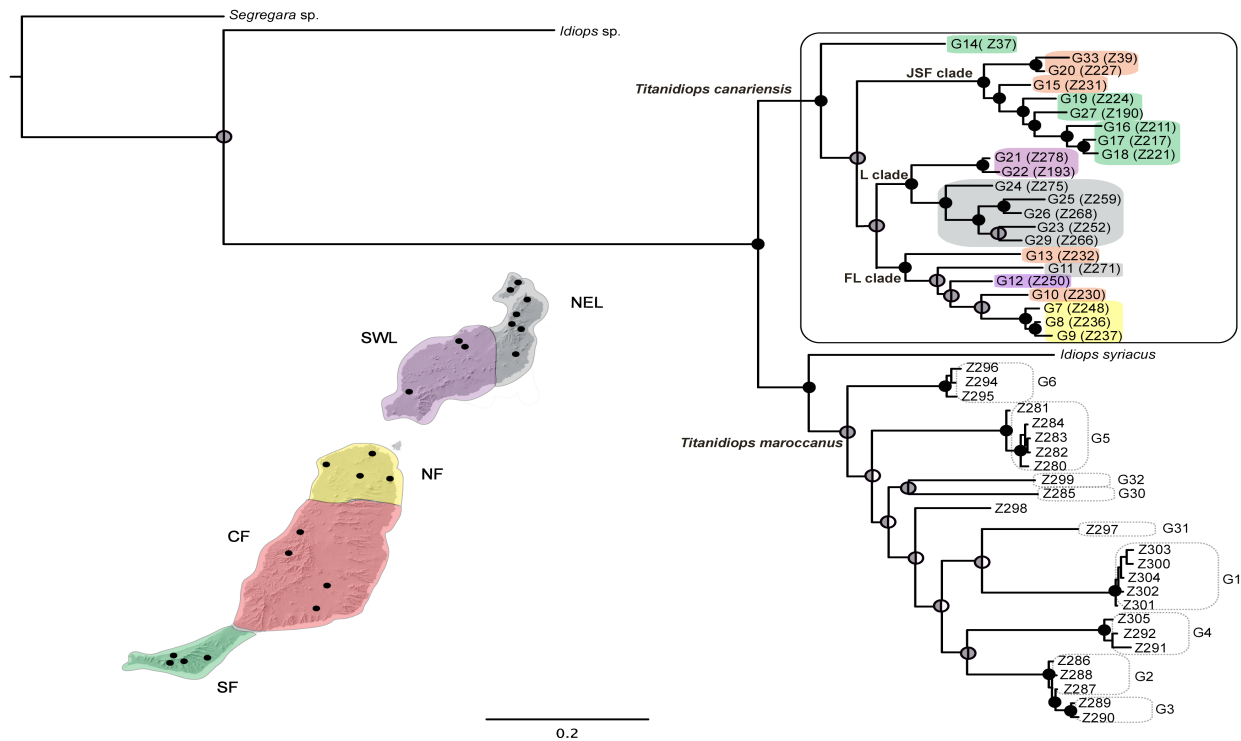 Segregara sp.
Idiops sp.
Titanidiops canariensis
JSF clade
L clade
FL clade
G14( Z37)
G33 (Z39)
G20 (Z227)
G15 (Z231)
G19 (Z224)
G27 (Z190)
G16 (Z211)
G17 (Z217)
G18 (Z221)
G21 (Z278)
G22 (Z193)
G24 (Z275)
G25 (Z259)
G26 (Z268)
G23 (Z252)
G29 (Z266)
G13 (Z232)
G11 (Z271)
G12 (Z250)
G10 (Z230)
G7 (Z248)
G8 (Z236)
G9 (Z237)
Idiops syriacus
Titanidiops maroccanus
Z296
Z294
Z295
G6
Z281
Z284
Z283
Z282
Z280
G5
Z299
G32
Z285
G30
Z298
Z297
G31
Z303
Z300
Z304
Z302
Z301
G1
Z305
Z292
Z291
G4
Z286
Z288
Z287
G2
Z289
Z290
G3
NEL
SWL
NF
CF
SF
0.2